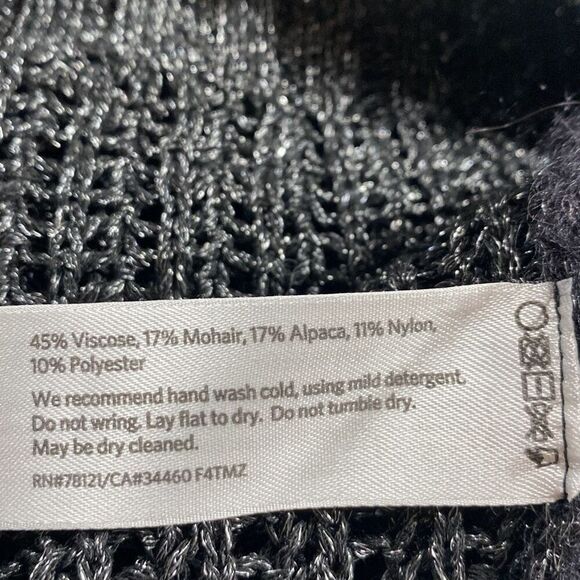 45% Viscose, 17% Mohair, 17% Alpaca, 11% Nylon,
10% Polyester
We recommend hand wash cold, using mild detergent.
Do not wring. Lay flat to dry. Do not tumble dry.
May be dry cleaned.
RN#78121/CA#34460 F4TMZ